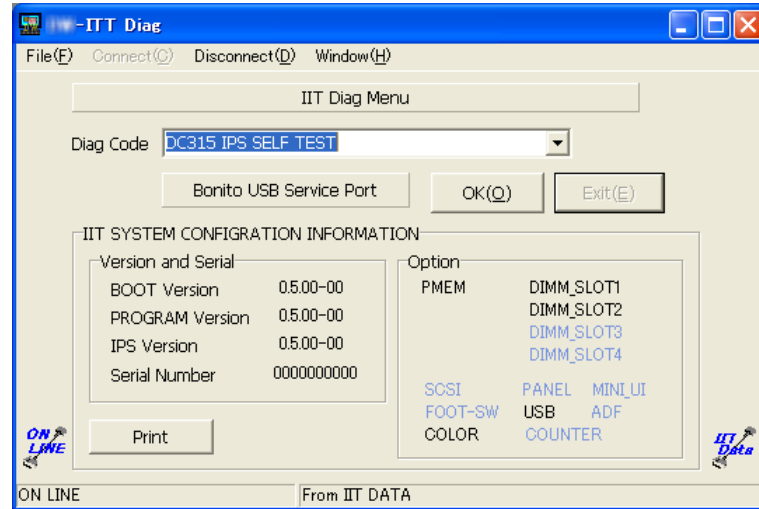 -ITT Diag
File(F) Connect(C) Disconnect(D) Window(H)
IIT Diag Menu
Diag Code DC315 IPS SELF TEST
Bonito USB Service Port OK(O) Exit(E)
IIT SYSTEM CONFIGRATION INFORMATION
Version and Serial
BOOT Version 0.5.00-00
PROGRAM Version 0.5.00-00
IPS Version 0.5.00-00
Serial Number 0000000000
Option
PMEM DIMM_SLOT1
DIMM_SLOT2
DIMM_SLOT3
DIMM_SLOT4
SCSI PANEL MINI_UI
FOOT-SW USB ADF
COLOR COUNTER
ON LINE
Print
IIT Data
ON LINE From IIT DATA